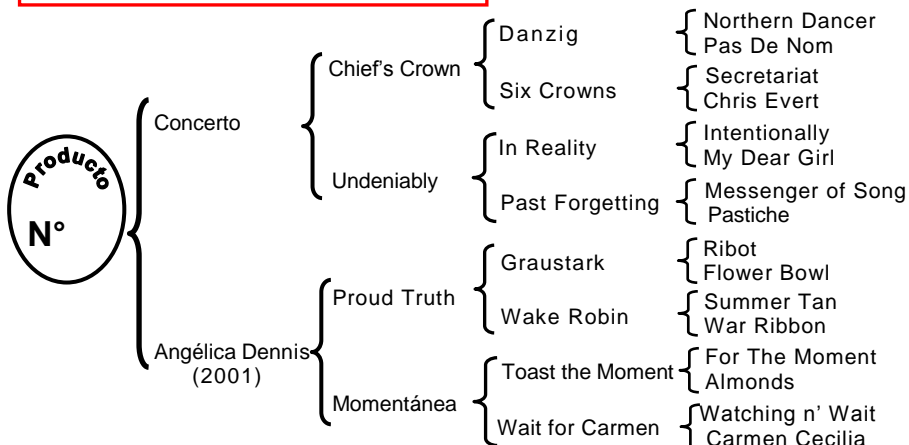 Producto
N°
Concerto
Angélica Dennis
(2001)
Chief's Crown
Undeniably
Proud Truth
Momentánea
Danzig
Six Crowns
In Reality
Past Forgetting
Graustark
Wake Robin
Toast the Moment
Wait for Carmen
Northern Dancer
Pas De Nom
Secretariat
Chris Evert
Intentionally
My Dear Girl
Messenger of Song
Pastiche
Ribot
Flower Bowl
Summer Tan
War Ribbon
For The Moment
Almonds
Watching n' Wait
Carmen Cecilia